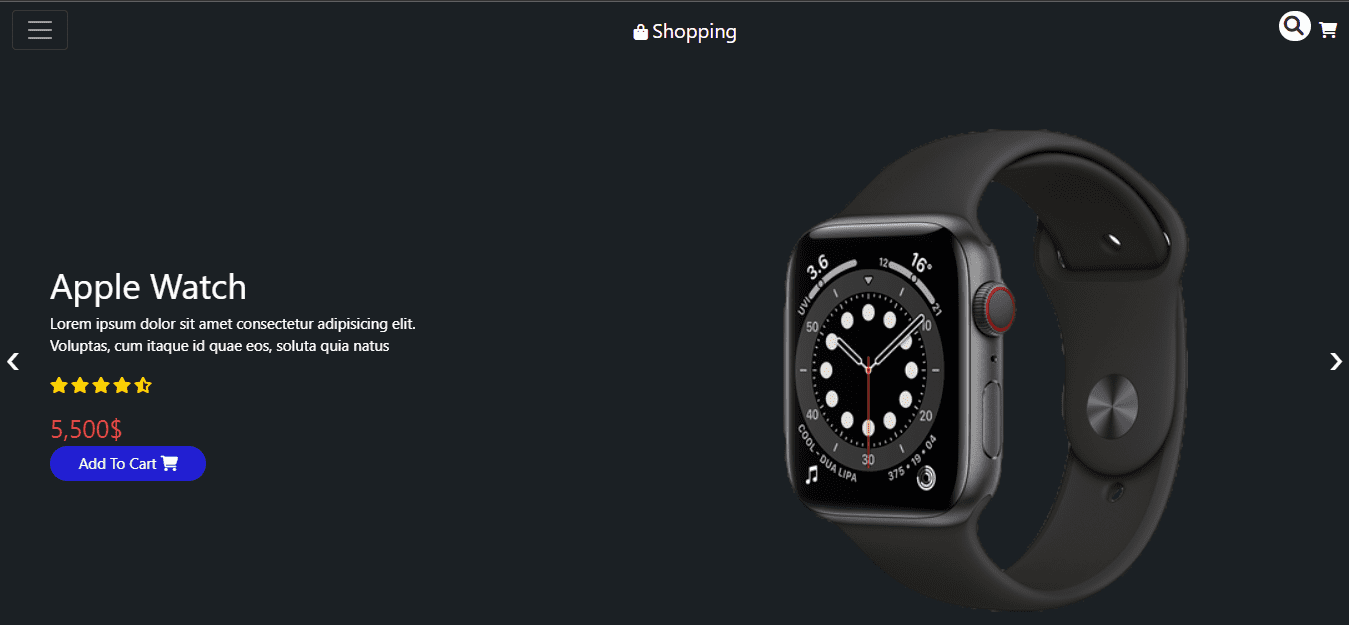 Shopping
Apple Watch
Lorem ipsum dolor sit amet consectetur adipisicing elit.
Voluptas, cum itaque id quae eos, soluta quia natus
5,500$
Add To Cart
3.6
UVI
12 16° 21
50
10
40
20
30
COOL - DUA LIPA
375 • 19 • 04